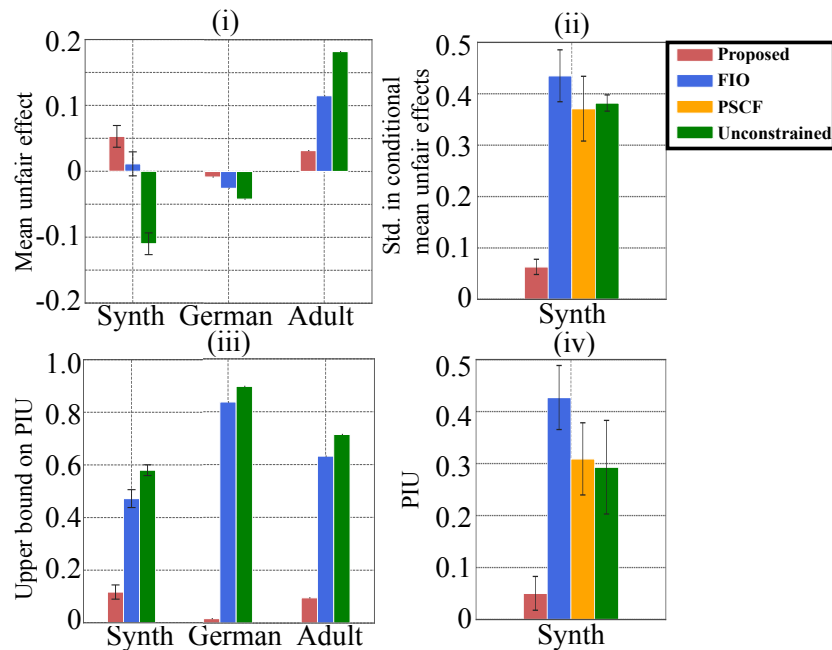 (i)
Mean unfair effect
0.2
0.1
0
-0.1
-0.2
Synth German Adult
(ii)
Std. in conditional
mean unfair effects
0.5
0.4
0.3
0.2
0.1
0
Synth
Proposed
FIO
PSCF
Unconstrained
(iii)
Upper bound on PIU
1.0
0.8
0.6
0.4
0.2
0
Synth German Adult
(iv)
PIU
0.5
0.4
0.3
0.2
0.1
0
Synth